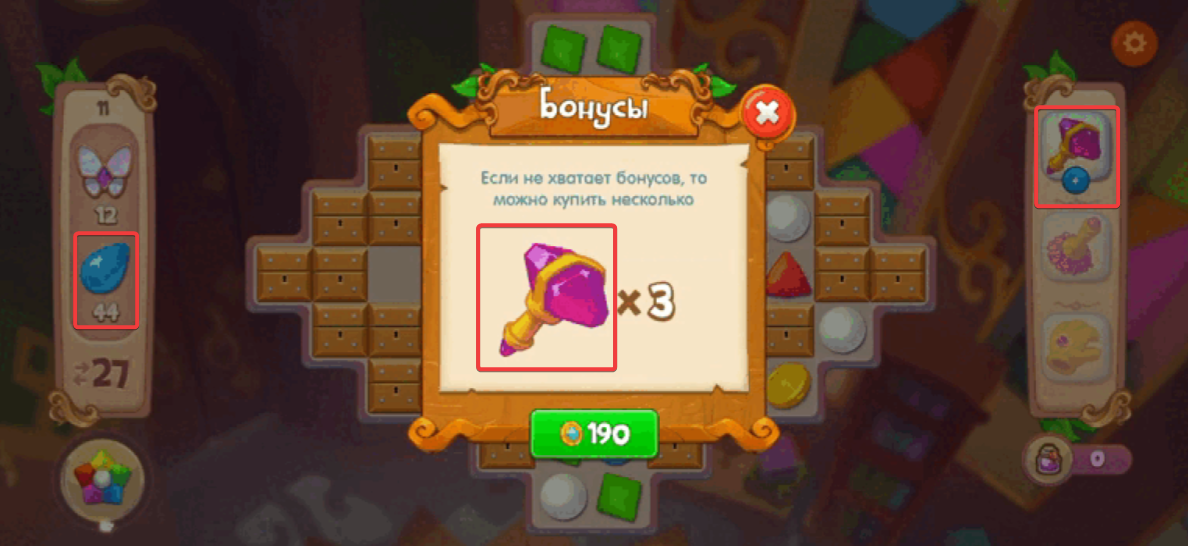 Бонусы
11
Если не хватает бонусов, то
можно купить несколько
12
×3
44
27
190
0